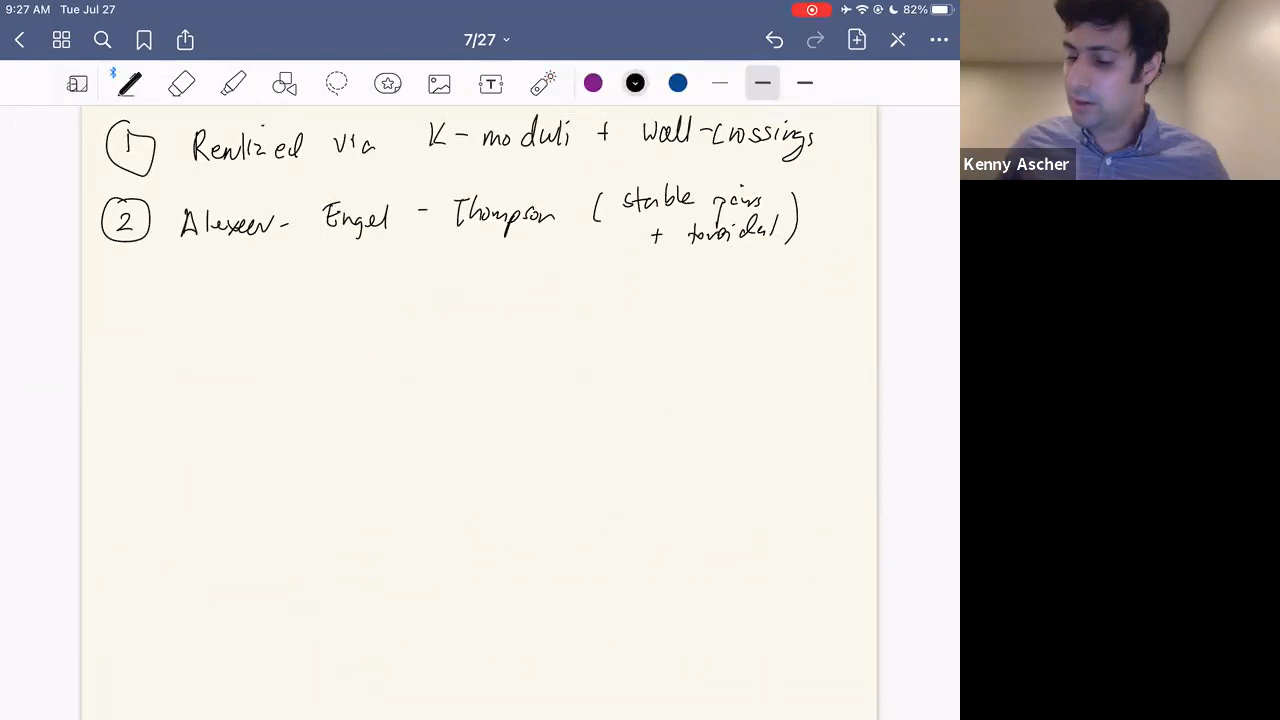 9:27 AM Tue Jul 27
82%
7/27
T
① Realized via K-moduli + wall-crossings
② Alexeev - Engel - Thompson ( stable pairs
+ toroidal )
Kenny Ascher